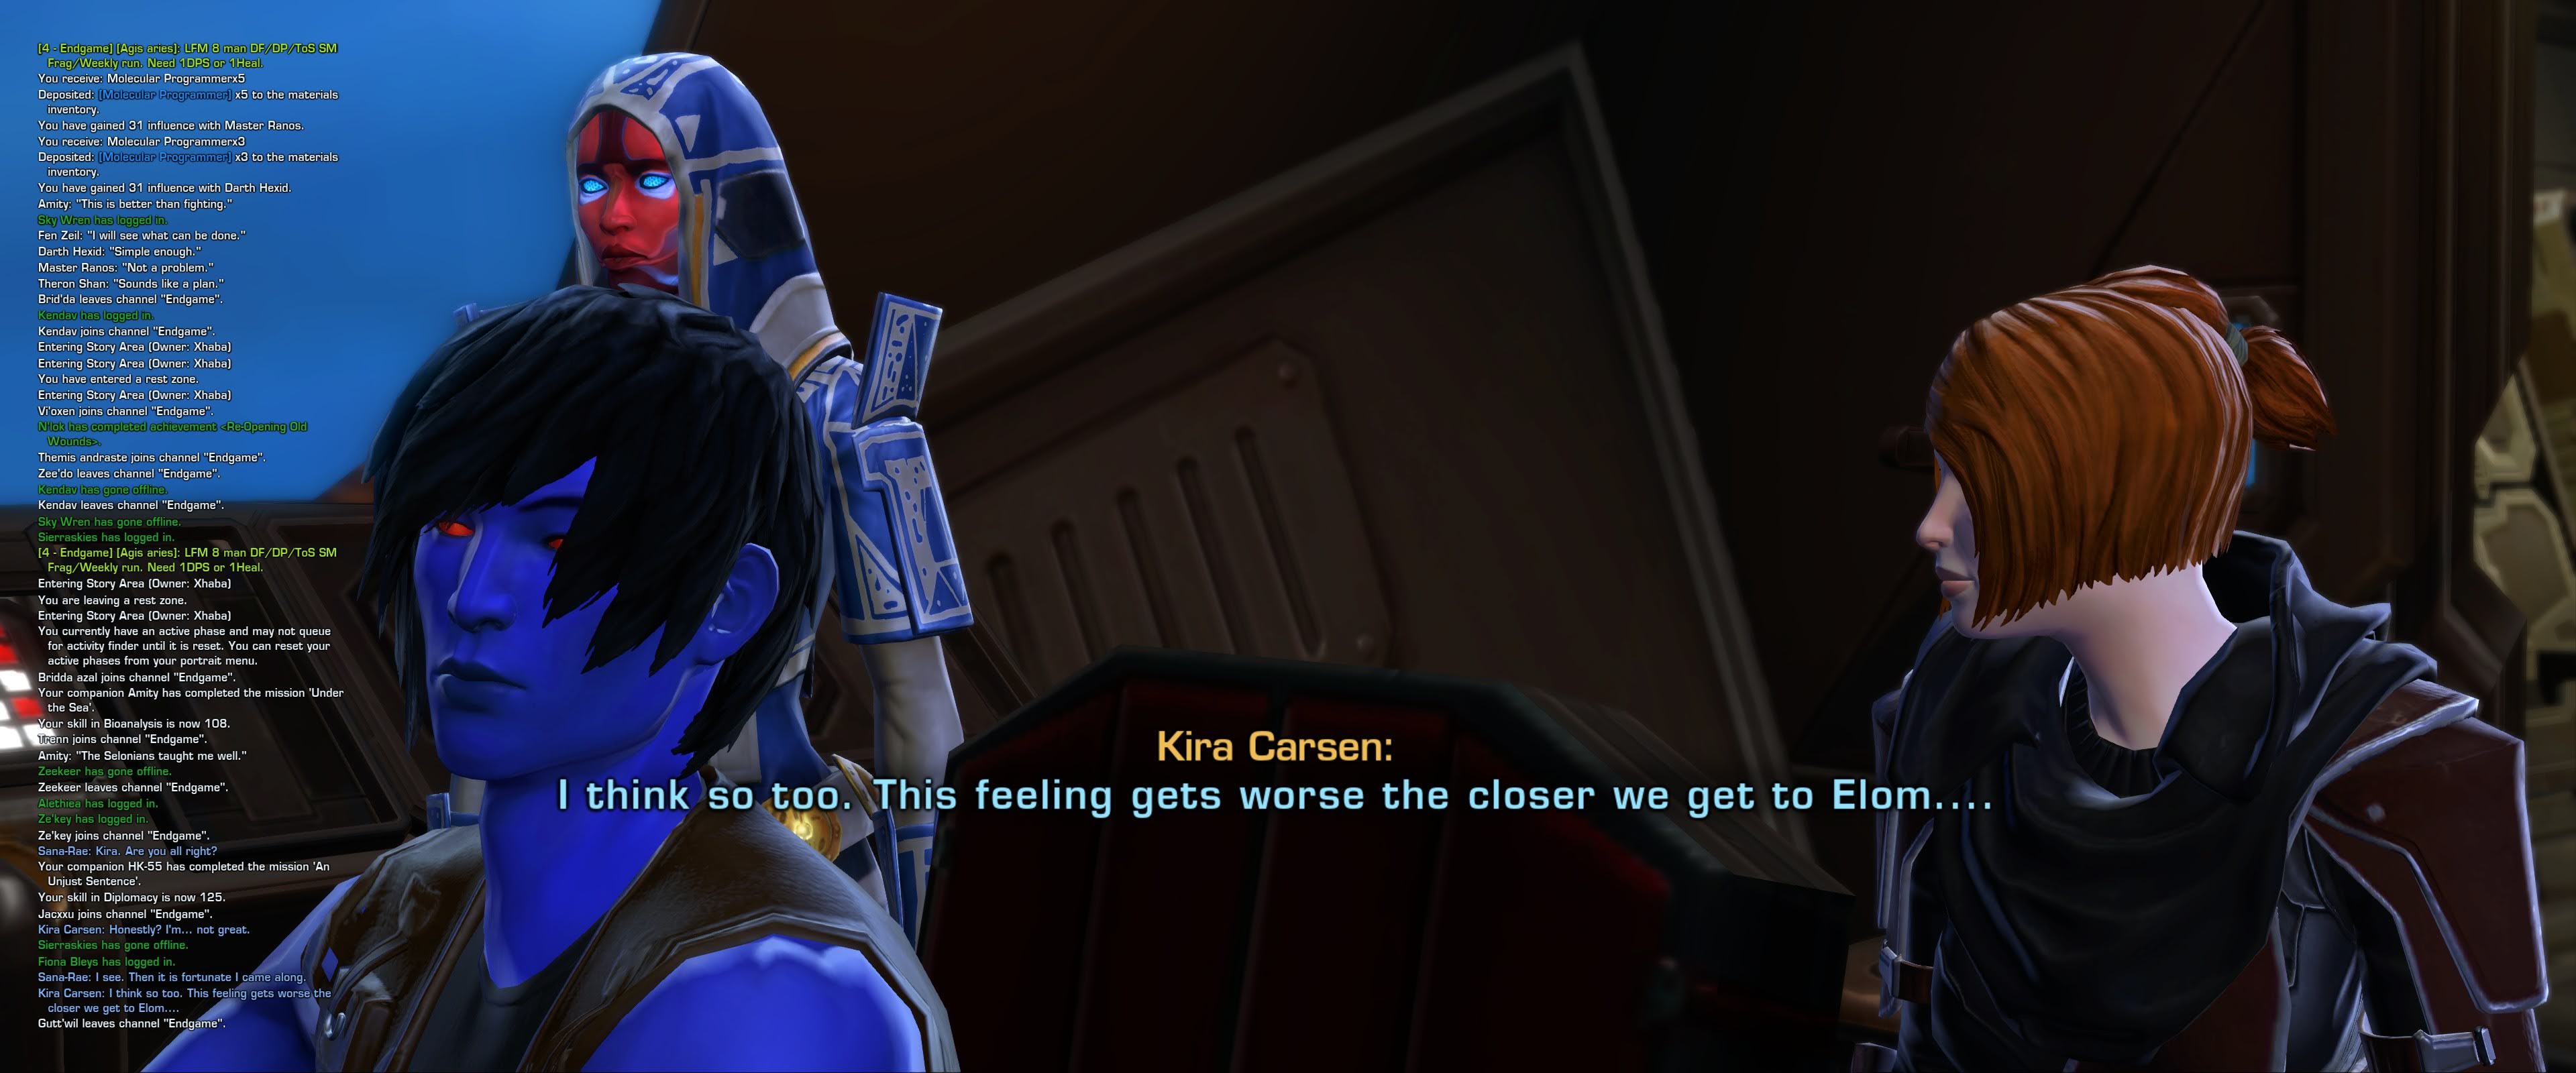 [4 - Endgame] [Agis aries]: LFM 8 man DF/DP/ToS SM
Frag/Weekly run. Need 1DPS or 1Heal.
You receive: Molecular Programmerx5
Deposited: [Molecular Programmer] x5 to the materials
inventory.
You have gained 31 influence with Master Ranos.
You receive: Molecular Programmerx3
Deposited: [Molecular Programmer] x3 to the materials
inventory.
You have gained 31 influence with Darth Hexid.
Amity: "This is better than fighting."
Sky Wren has logged in.
Fen Zeil: "I will see what can be done."
Darth Hexid: "Simple enough."
Master Ranos: "Not a problem."
Theron Shan: "Sounds like a plan."
Brid'da leaves channel "Endgame".
Kendav has logged in.
Kendav joins channel "Endgame".
Entering Story Area (Owner: Xhaba)
Entering Story Area (Owner: Xhaba)
You have entered a rest zone.
Entering Story Area (Owner: Xhaba)
Vi'oxen joins channel "Endgame".
N'lok has completed achievement <Re-Opening Old
Wounds>.
Themis andraste joins channel "Endgame".
Zee'do leaves channel "Endgame".
Kendav has gone offline.
Kendav leaves channel "Endgame".
Sky Wren has gone offline.
Sierraskies has logged in.
[4 - Endgame] [Agis aries]: LFM 8 man DF/DP/ToS SM
Frag/Weekly run. Need 1DPS or 1Heal.
Entering Story Area (Owner: Xhaba)
You are leaving a rest zone.
Entering Story Area (Owner: Xhaba)
You currently have an active phase and may not queue
for activity finder until it is reset. You can reset your
active phases from your portrait menu.
Bridda azal joins channel "Endgame".
Your companion Amity has completed the mission 'Under
the Sea'.
Your skill in Bioanalysis is now 108.
Trenn joins channel "Endgame".
Amity: "The Selonians taught me well."
Zeekeer has gone offline.
Zeekeer leaves channel "Endgame".
Alethiea has logged in.
Ze'key has logged in.
Ze'key joins channel "Endgame".
Sana-Rae: Kira. Are you all right?
Your companion HK-55 has completed the mission 'An
Unjust Sentence'.
Your skill in Diplomacy is now 125.
Jacxxu joins channel "Endgame".
Kira Carsen: Honestly? I'm... not great.
Sierraskies has gone offline.
Fiona Bleys has logged in.
Sana-Rae: I see. Then it is fortunate I came along.
Kira Carsen: I think so too. This feeling gets worse the
closer we get to Elom....
Gutt'wil leaves channel "Endgame".
Kira Carsen:
I think so too. This feeling gets worse the closer we get to Elom....